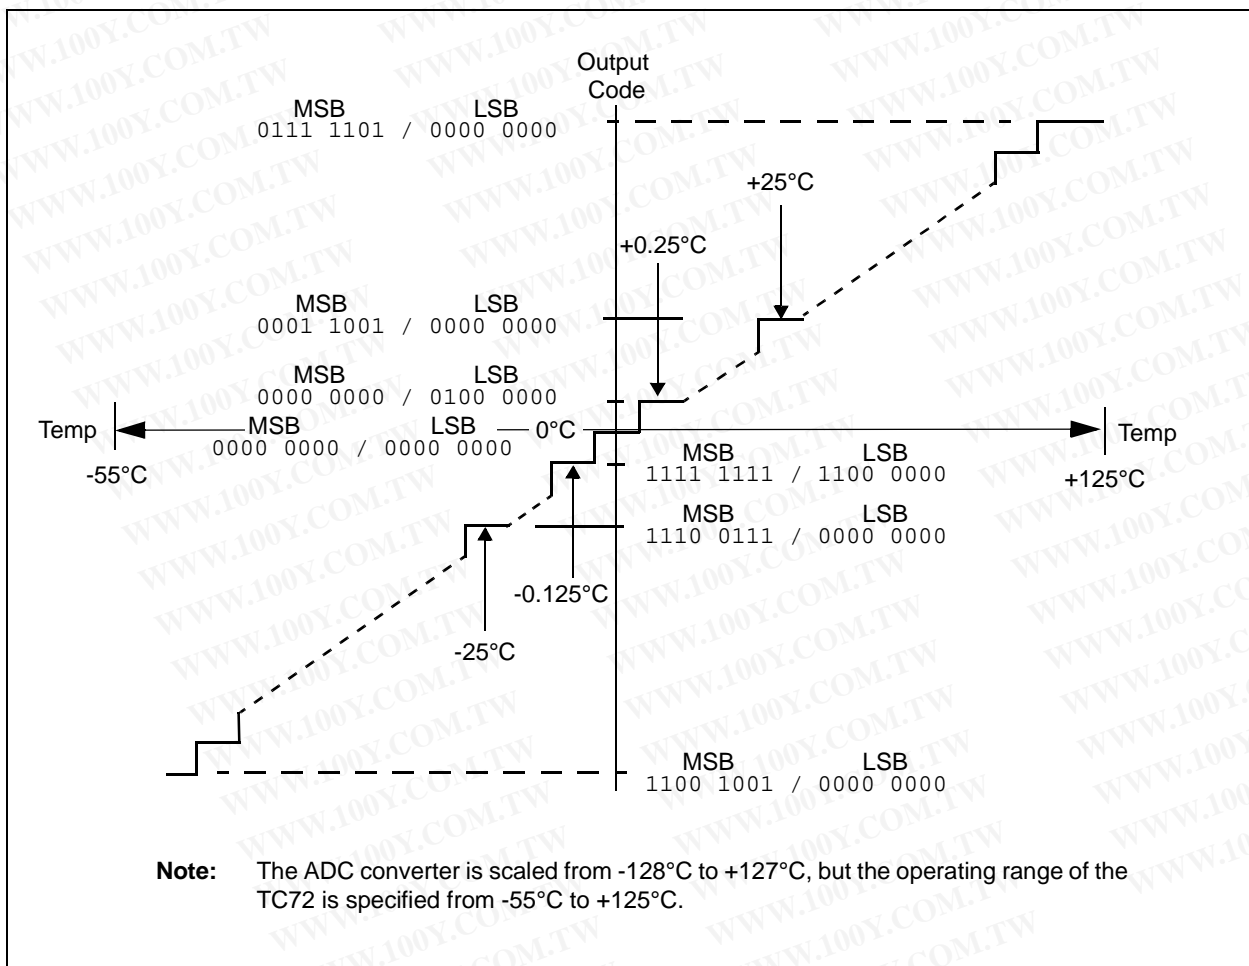 Output
Code
MSB LSB
0111 1101 / 0000 0000
+25°C
+0.25°C
MSB LSB
0001 1001 / 0000 0000
MSB LSB
0000 0000 / 0100 0000
Temp MSB LSB 0°C Temp
0000 0000 / 0000 0000
-55°C +125°C
MSB LSB
1111 1111 / 1100 0000
MSB LSB
1110 0111 / 0000 0000
-0.125°C
-25°C
MSB LSB
1100 1001 / 0000 0000
Note: The ADC converter is scaled from -128°C to +127°C, but the operating range of the
TC72 is specified from -55°C to +125°C.
WWW.100Y.COM.TW